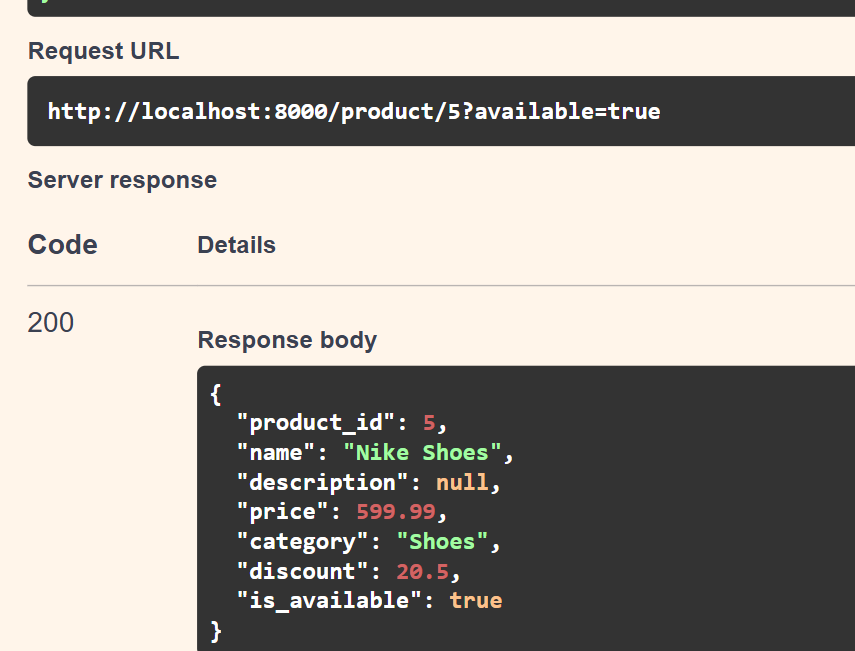 Request URL
http://localhost:8000/product/5?available=true
Server response
Code Details
200
Response body
{
"product_id": 5,
"name": "Nike Shoes",
"description": null,
"price": 599.99,
"category": "Shoes",
"discount": 20.5,
"is_available": true
}